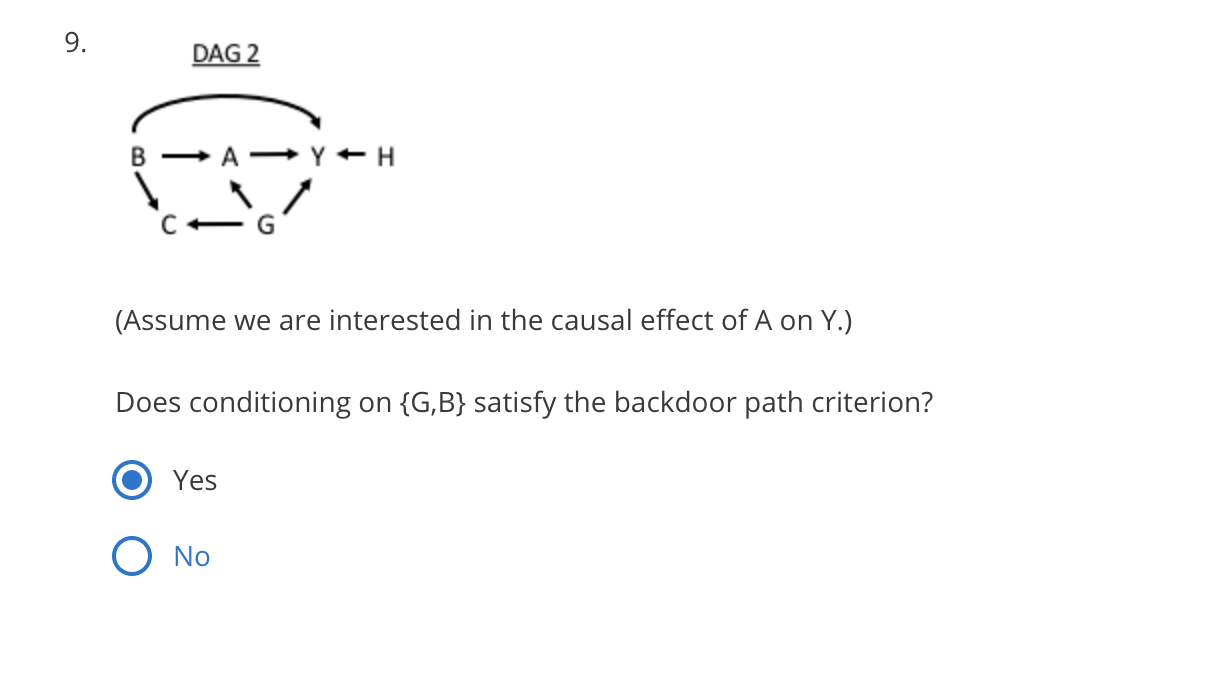 9.
DAG 2
B A Y H
C G
(Assume we are interested in the causal effect of A on Y.)
Does conditioning on {G,B} satisfy the backdoor path criterion?
Yes
No